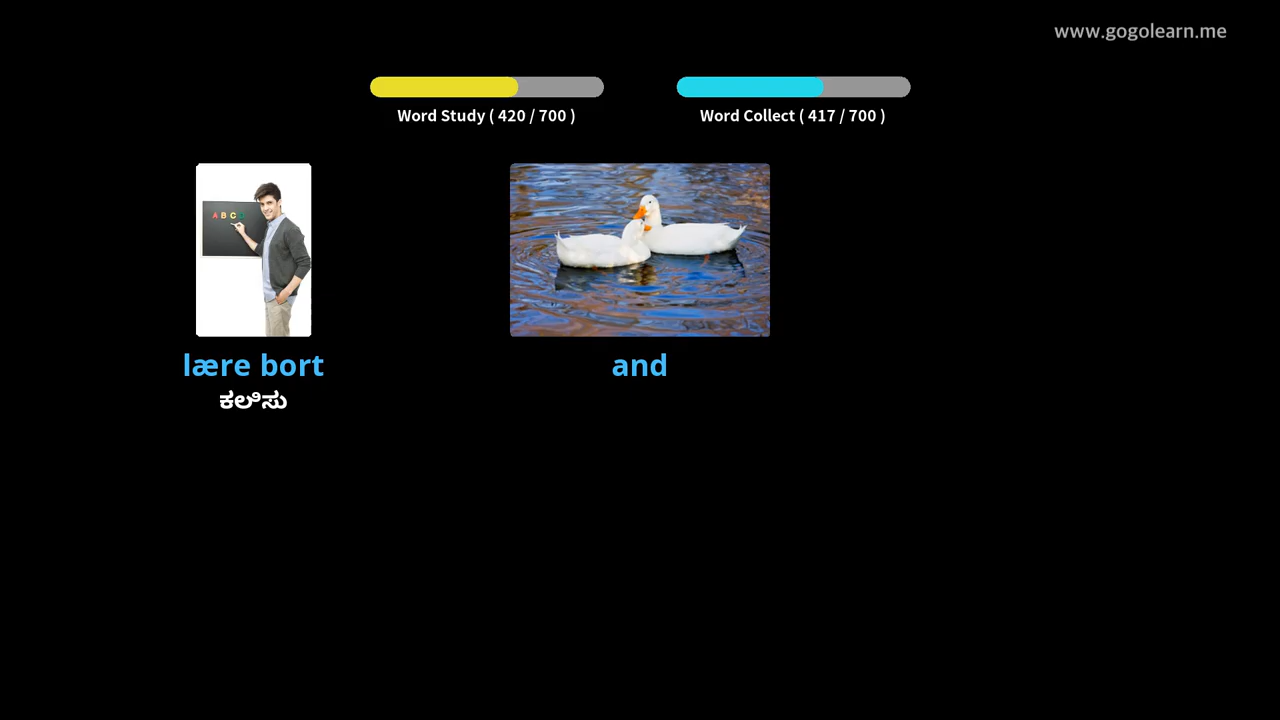 www.gogolearn.me
Word Study ( 420 / 700 )
Word Collect ( 417 / 700 )
A B C D
lære bort
and
ಕಲಿಸು